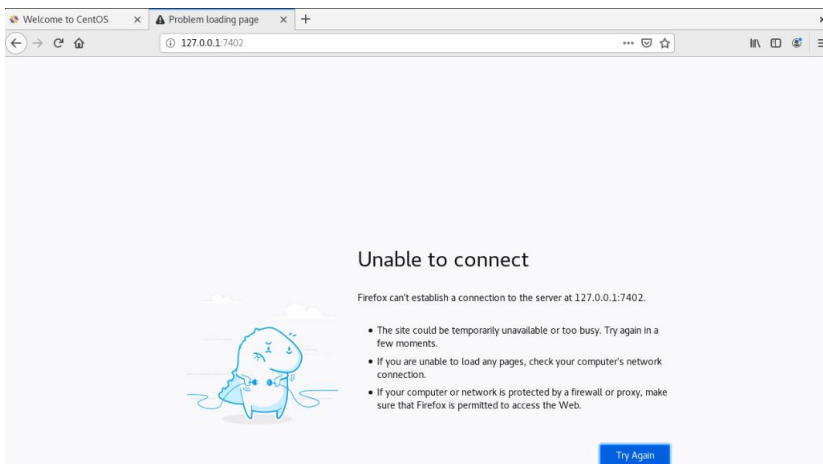 Welcome to CentOS
Problem loading page
127.0.0.1:7402
Unable to connect
Firefox can't establish a connection to the server at 127.0.0.1:7402.
The site could be temporarily unavailable or too busy. Try again in a
few moments.
If you are unable to load any pages, check your computer's network
connection.
If your computer or network is protected by a firewall or proxy, make
sure that Firefox is permitted to access the Web.
Try Again